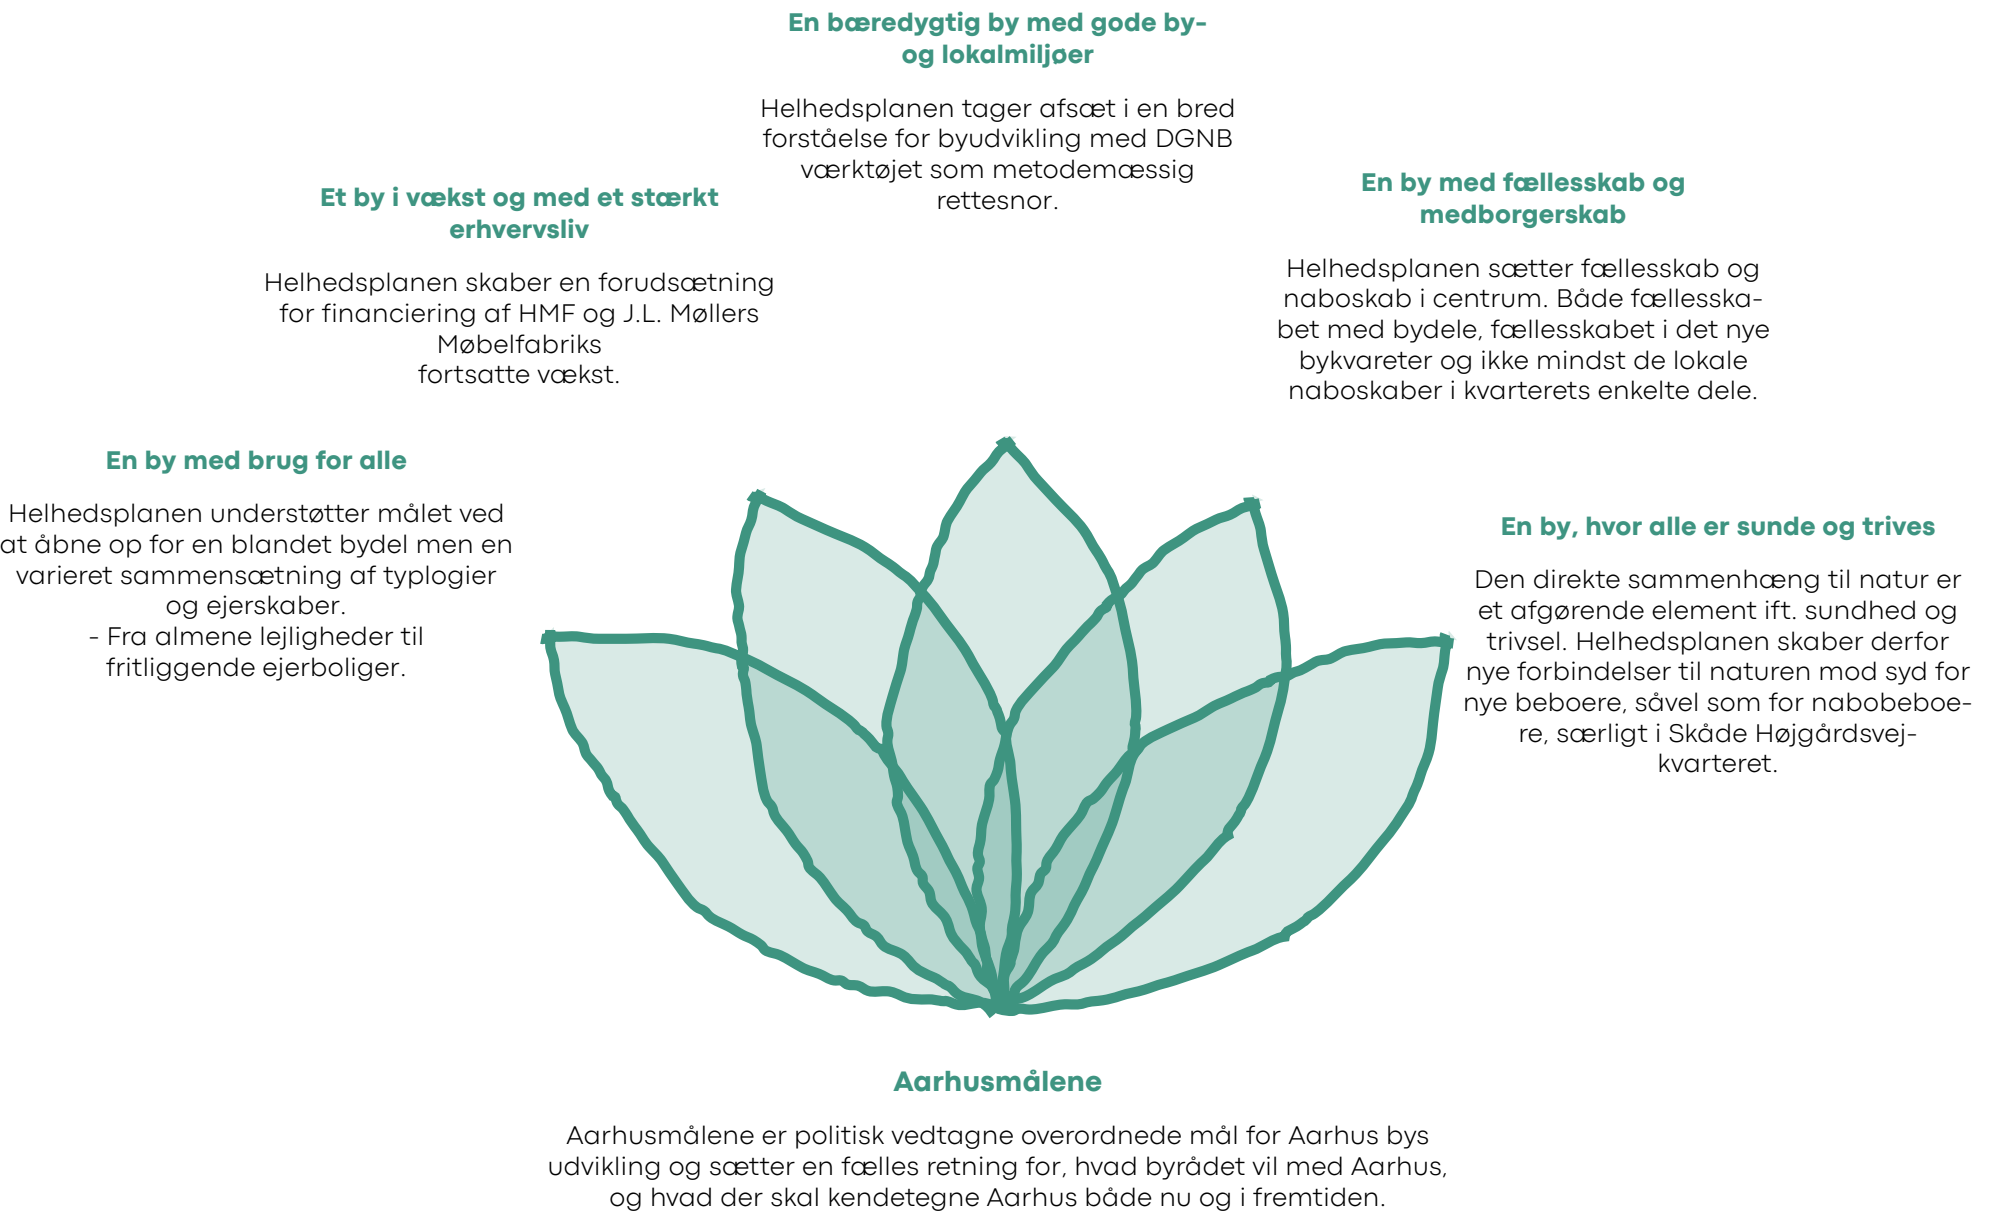 En bæredygtig by med gode by-
og lokalmiljøer
Helhedsplanen tager afsæt i en bred
forståelse for byudvikling med DGNB
værktøjet som metodemæssig
rettesnor.
Et by i vækst og med et stærkt
erhvervsliv
Helhedsplanen skaber en forudsætning
for financiering af HMF og J.L. Møllers
Møbelfabriks
fortsatte vækst.
En by med fællesskab og
medborgerskab
Helhedsplanen sætter fællesskab og
naboskab i centrum. Både fællesska-
bet med bydele, fællesskabet i det nye
bykvareter og ikke mindst de lokale
naboskaber i kvarterets enkelte dele.
En by med brug for alle
Helhedsplanen understøtter målet ved
at åbne op for en blandet bydel men en
varieret sammensætning af typlogier
og ejerskaber.
- Fra almene lejligheder til
fritliggende ejerboliger.
En by, hvor alle er sunde og trives
Den direkte sammenhæng til natur er
et afgørende element ift. sundhed og
trivsel. Helhedsplanen skaber derfor
nye forbindelser til naturen mod syd for
nye beboere, såvel som for nabobeboe-
re, særligt i Skåde Højgårdsvej-
kvarteret.
Aarhusmålene
Aarhusmålene er politisk vedtagne overordnede mål for Aarhus bys
udvikling og sætter en fælles retning for, hvad byrådet vil med Aarhus,
og hvad der skal kendetegne Aarhus både nu og i fremtiden.